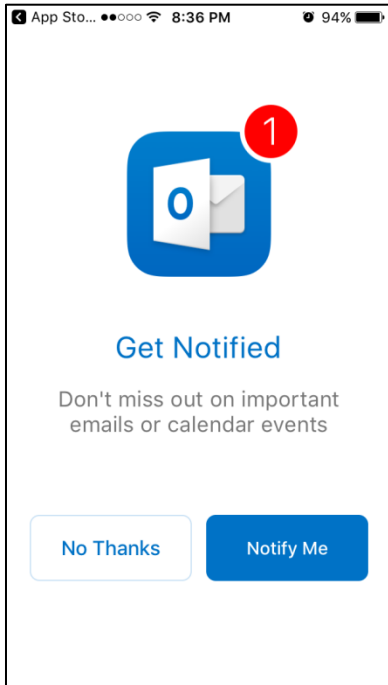 App Sto... 8:36 PM 94%
1
O
Get Notified
Don't miss out on important
emails or calendar events
No Thanks Notify Me